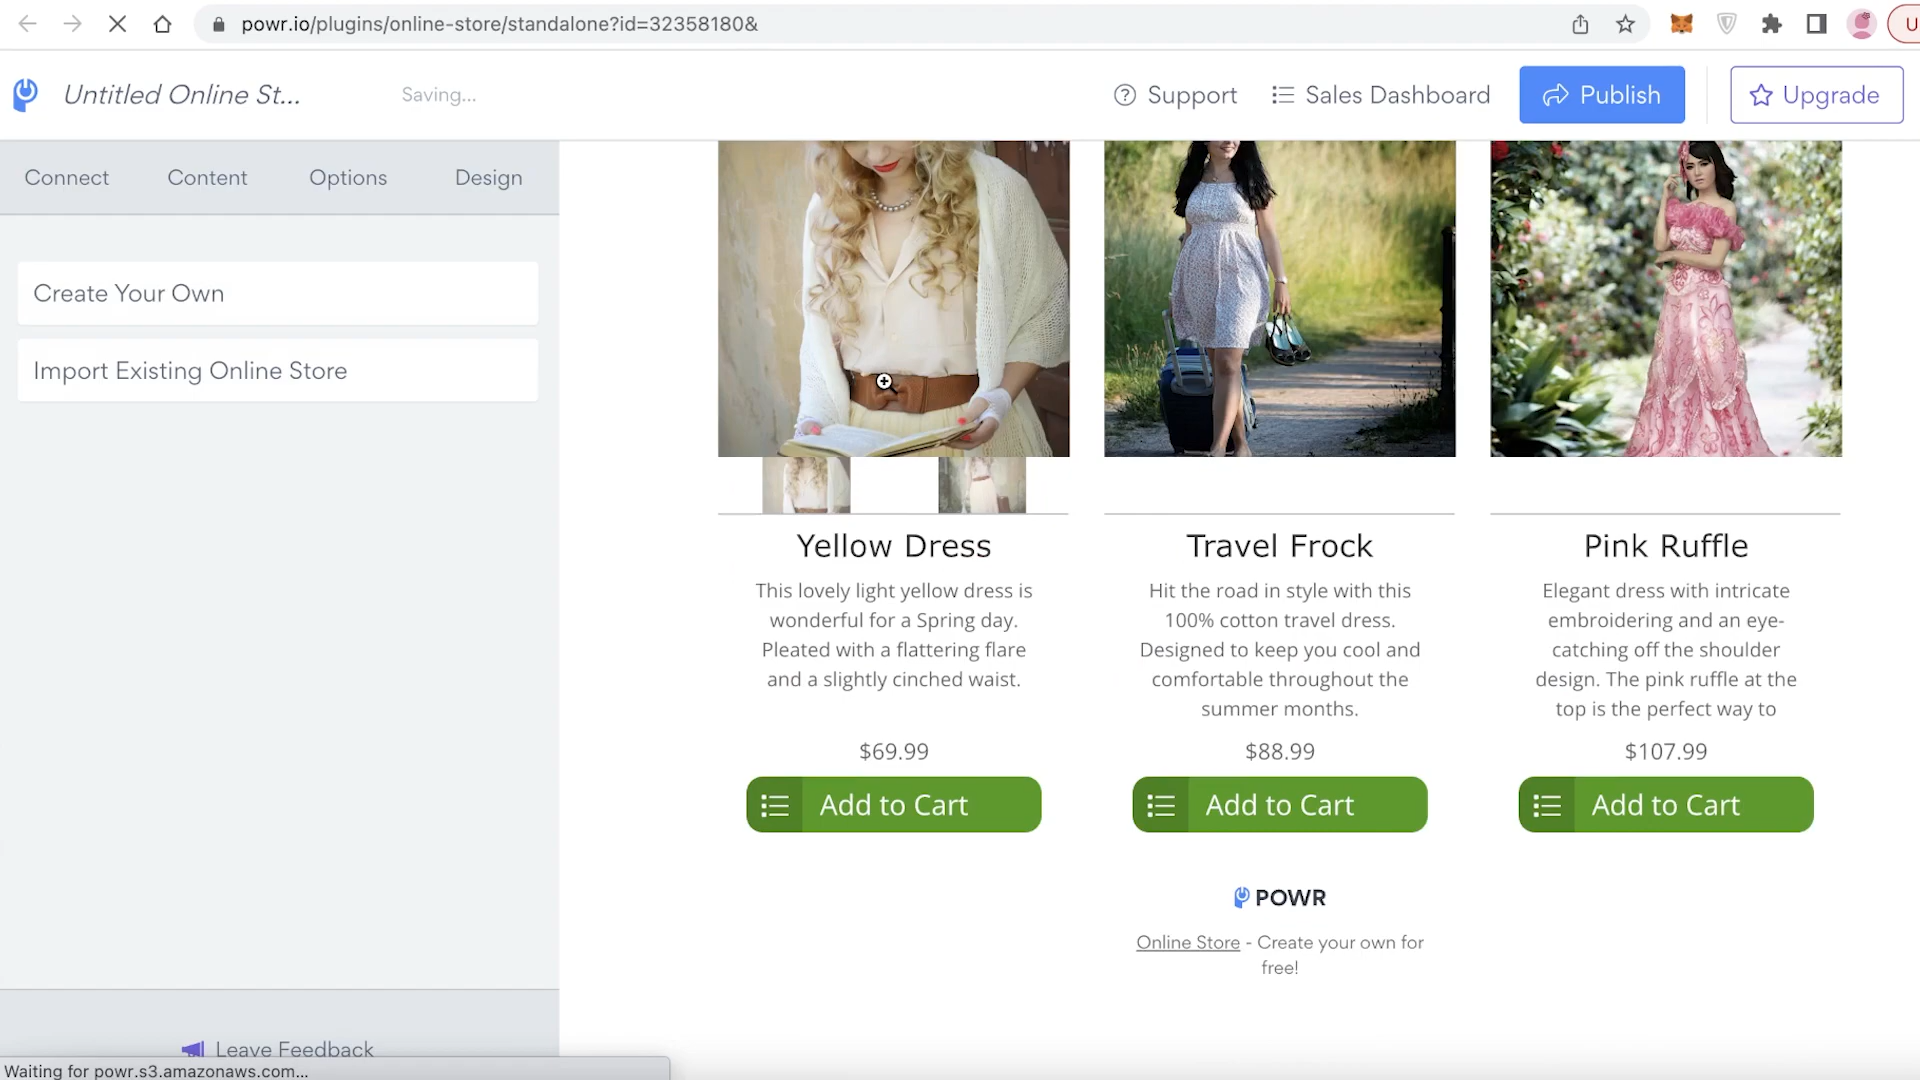 powr.io/plugins/online-store/standalone?id=32358180&
U
Untitled Online St...
Saving...
Support
Sales Dashboard
Publish
Upgrade
Connect
Content
Options
Design
Create Your Own
Import Existing Online Store
Yellow Dress
This lovely light yellow dress is
wonderful for a Spring day.
Pleated with a flattering flare
and a slightly cinched waist.
$69.99
Add to Cart
Travel Frock
Hit the road in style with this
100% cotton travel dress.
Designed to keep you cool and
comfortable throughout the
summer months.
$88.99
Add to Cart
Pink Ruffle
Elegant dress with intricate
embroidering and an eye-
catching off the shoulder
design. The pink ruffle at the
top is the perfect way to
$107.99
Add to Cart
POWR
Online Store - Create your own for
free!
Leave Feedback
Waiting for powr.s3.amazonaws.com...